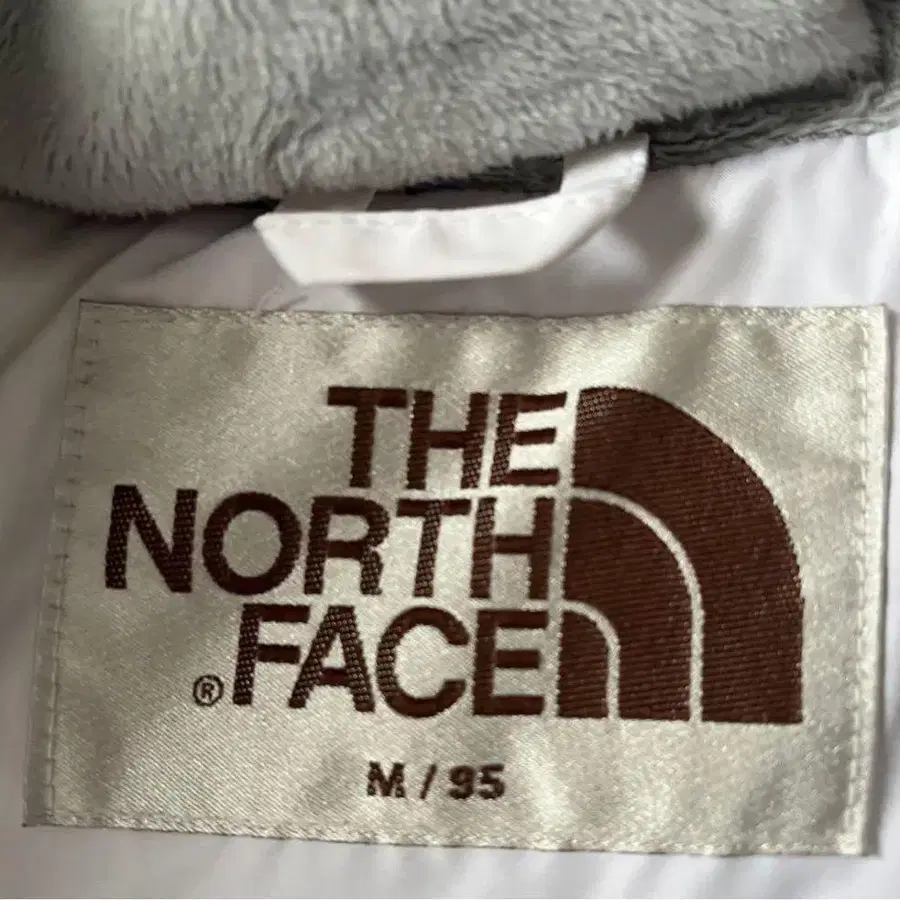 THE
NORTH
FACE
®
M / 95